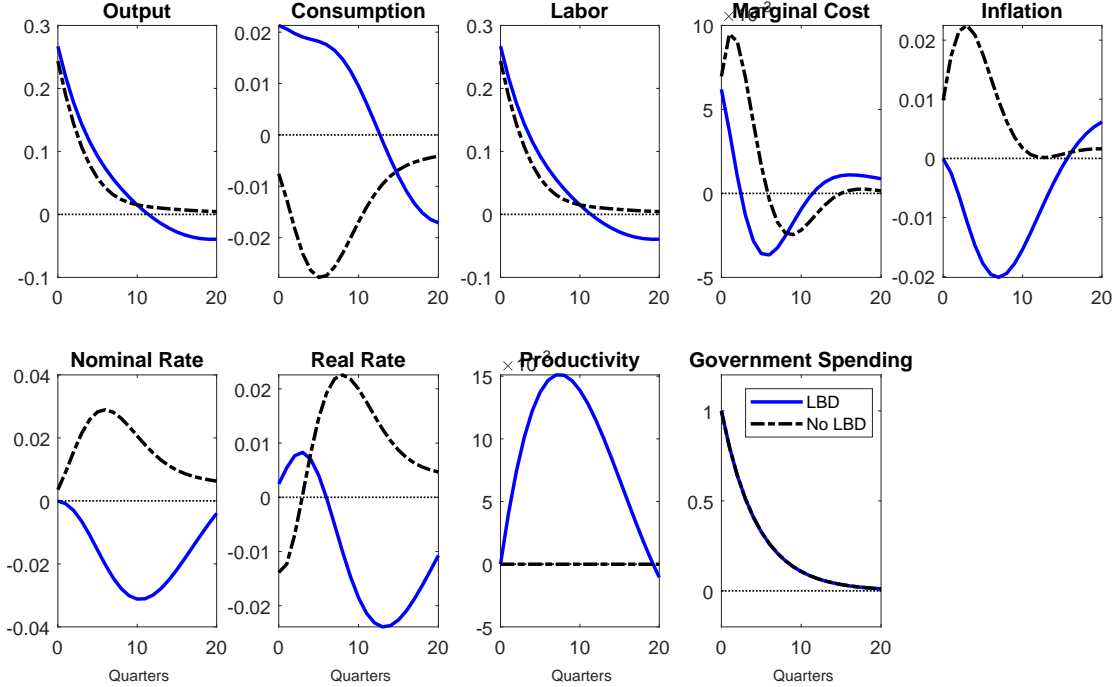 Output
0.3
0.2
0.1
0
-0.1
0 10 20
Consumption
0.02
0.01
0
-0.01
-0.02
0 10 20
Labor
0.3
0.2
0.1
0
-0.1
0 10 20
Marginal Cost
10
5
0
-5
0 10 20
Inflation
0.02
0.01
0
-0.01
-0.02
0 10 20
Nominal Rate
0.04
0.02
0
-0.02
-0.04
0 10 20
Quarters
Real Rate
0.02
0.01
0
-0.01
-0.02
0 10 20
Quarters
Productivity
15
10
5
0
-5
0 10 20
Quarters
Government Spending
1
0.5
0
0 10 20
Quarters
LBD
No LBD